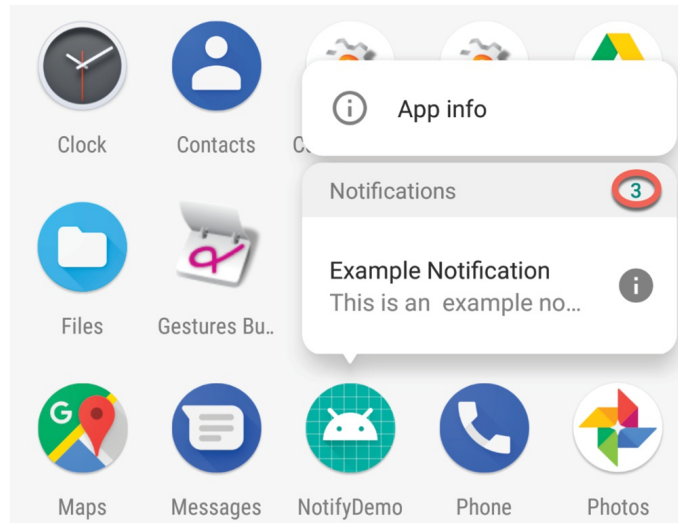 App info
Clock
Contacts
Notifications
3
Example Notification
This is an example no...
Files
Gestures Bu..
G
Maps
Messages
NotifyDemo
Phone
Photos